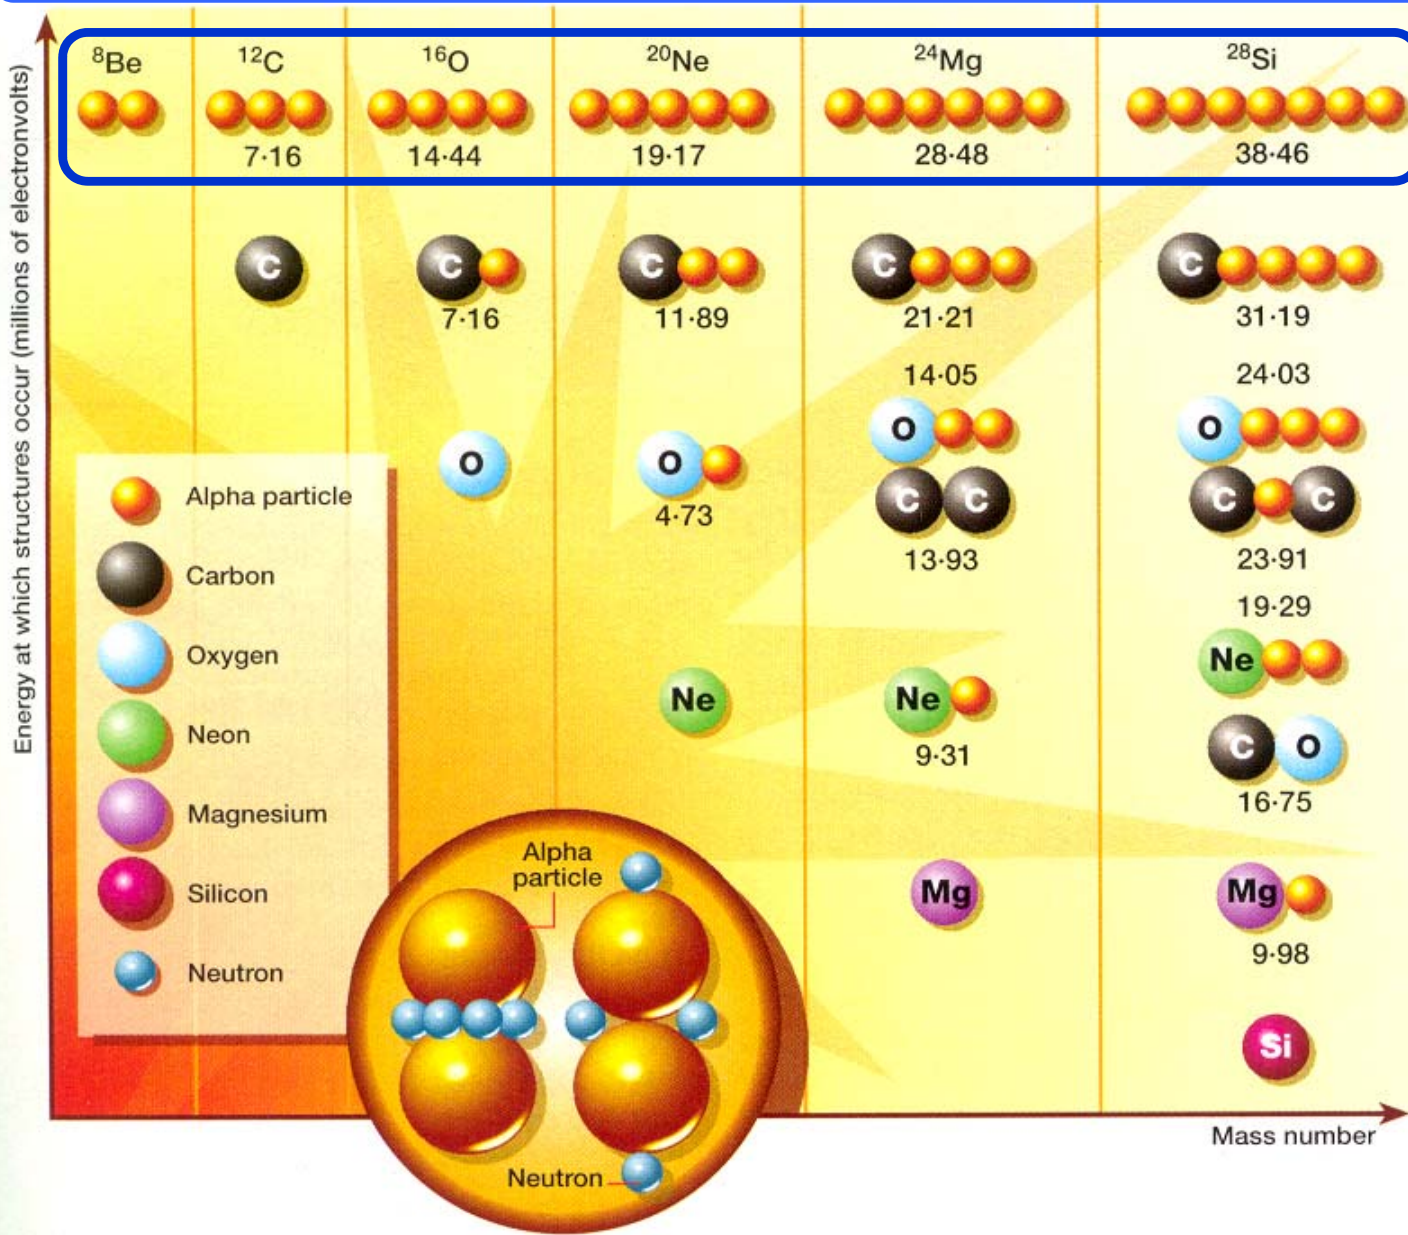 Energy at which structures occur (millions of electronvolts)
⁸Be ¹²C ¹⁶O ²⁰Ne ²⁴Mg ²⁸Si
7·16 14·44 19·17 28·48 38·46
C C C C C
7·16 11·89 21·21 31·19
14·05 24·03
O O O O
C C C C
4·73
13·93 23·91
19·29
Ne
Ne Ne
C O
9·31
16·75
Mg Mg
9·98
Si
Alpha particle
Carbon
Oxygen
Neon
Magnesium
Silicon
Neutron
Alpha
particle
Neutron
Mass number